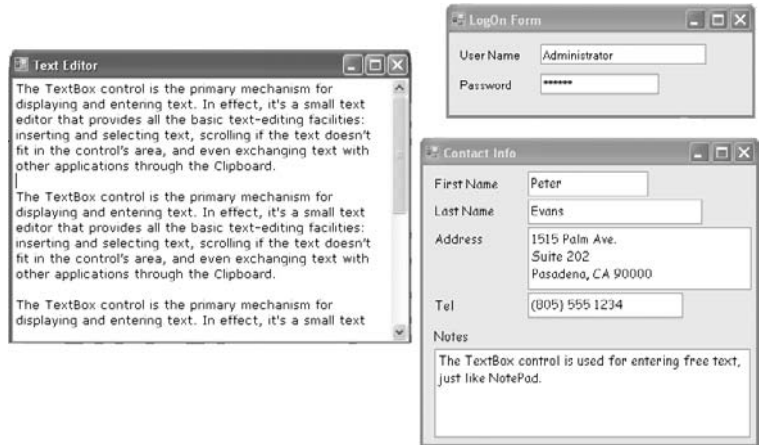 Text Editor
The TextBox control is the primary mechanism for
displaying and entering text. In effect, it's a small text
editor that provides all the basic text-editing facilities:
inserting and selecting text, scrolling if the text doesn't
fit in the control's area, and even exchanging text with
other applications through the Clipboard.
The TextBox control is the primary mechanism for
displaying and entering text. In effect, it's a small text
editor that provides all the basic text-editing facilities:
inserting and selecting text, scrolling if the text doesn't
fit in the control's area, and even exchanging text with
other applications through the Clipboard.
The TextBox control is the primary mechanism for
displaying and entering text. In effect, it's a small text
LogOn Form
User Name Administrator
Password ******
Contact Info
First Name Peter
Last Name Evans
Address 1515 Palm Ave.
Suite 202
Pasadena, CA 90000
Tel (805) 555 1234
Notes
The TextBox control is used for entering free text,
just like NotePad.